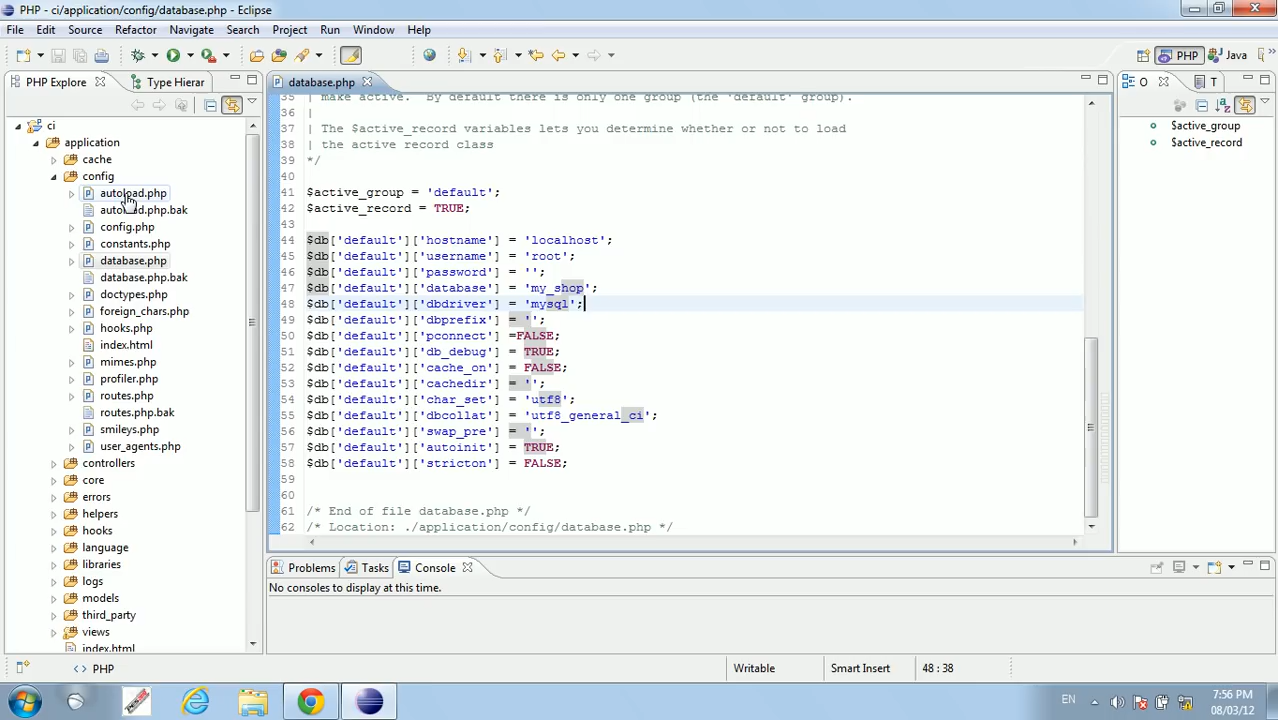 PHP - ci/application/config/database.php - Eclipse
File Edit Source Refactor Navigate Search Project Run Window Help
PHP Java
PHP Explore Type Hierar
database.php
O T
ci
application
cache
config
autoload.php
autoload.php.bak
config.php
constants.php
database.php
database.php.bak
doctypes.php
foreign_chars.php
hooks.php
index.html
mimes.php
profiler.php
routes.php
routes.php.bak
smileys.php
user_agents.php
controllers
core
errors
helpers
hooks
language
libraries
logs
models
third_party
views
index.html
35 | make active.  By default there is only one group (the 'default' group).
36 |
37 | The $active_record variables lets you determine whether or not to load
38 | the active record class
39 */
40
41 $active_group = 'default';
42 $active_record = TRUE;
43
44 $db['default']['hostname'] = 'localhost';
45 $db['default']['username'] = 'root';
46 $db['default']['password'] = '';
47 $db['default']['database'] = 'my_shop';
48 $db['default']['dbdriver'] = 'mysql';
49 $db['default']['dbprefix'] = '';
50 $db['default']['pconnect'] =FALSE;
51 $db['default']['db_debug'] = TRUE;
52 $db['default']['cache_on'] = FALSE;
53 $db['default']['cachedir'] = '';
54 $db['default']['char_set'] = 'utf8';
55 $db['default']['dbcollat'] = 'utf8_general_ci';
56 $db['default']['swap_pre'] = '';
57 $db['default']['autoinit'] = TRUE;
58 $db['default']['stricton'] = FALSE;
59
60
61 /* End of file database.php */
62 /* Location: ./application/config/database.php */
$active_group
$active_record
Problems Tasks Console
No consoles to display at this time.
PHP
Writable Smart Insert 48 : 38
EN
7:56 PM
08/03/12